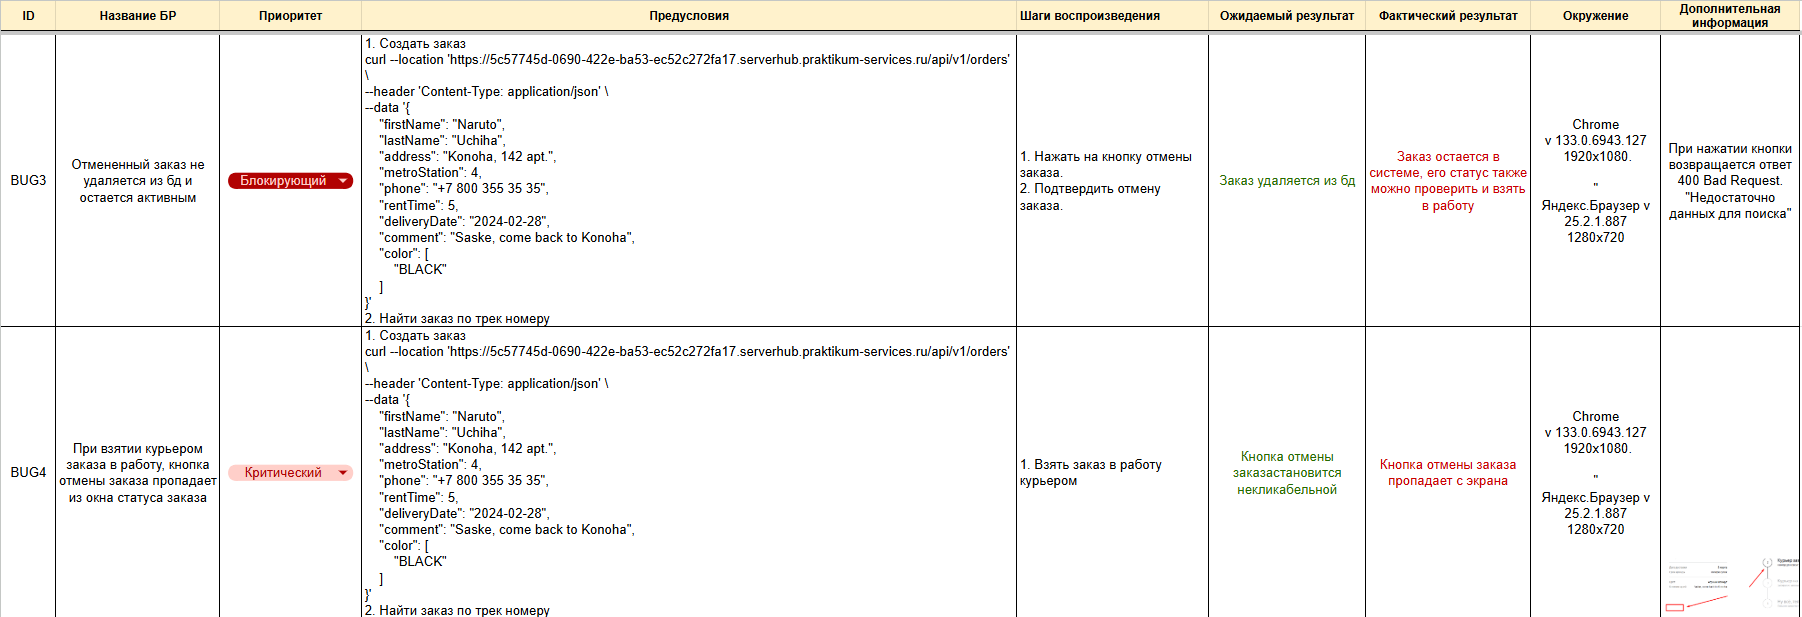 ID
Название БР
Приоритет
Предусловия
Шаги воспроизведения
Ожидаемый результат
Фактический результат
Окружение
Дополнительная
информация
BUG3
Отмененный заказ не
удаляется из бд и
остается активным
Блокирующий
1. Создать заказ
curl --location 'https://5c57745d-0690-422e-ba53-ec52c272fa17.serverhub.praktikum-services.ru/api/v1/orders'
\
--header 'Content-Type: application/json' \
--data '{
"firstName": "Naruto",
"lastName": "Uchiha",
"address": "Konoha, 142 apt.",
"metroStation": 4,
"phone": "+7 800 355 35 35",
"rentTime": 5,
"deliveryDate": "2024-02-28",
"comment": "Saske, come back to Konoha",
"color": [
"BLACK"
]
}'
2. Найти заказ по трек номеру
1. Нажать на кнопку отмены
заказа.
2. Подтвердить отмену
заказа.
Заказ удаляется из бд
Заказ остается в
системе, его статус также
можно проверить и взять
в работу
Chrome
v 133.0.6943.127
1920x1080.
"
Яндекс.Браузер v
25.2.1.887
1280x720
При нажатии кнопки
возвращается ответ
400 Bad Request.
"Недостаточно
данных для поиска"
BUG4
При взятии курьером
заказа в работу, кнопка
отмены заказа пропадает
из окна статуса заказа
Критический
1. Создать заказ
curl --location 'https://5c57745d-0690-422e-ba53-ec52c272fa17.serverhub.praktikum-services.ru/api/v1/orders'
\
--header 'Content-Type: application/json' \
--data '{
"firstName": "Naruto",
"lastName": "Uchiha",
"address": "Konoha, 142 apt.",
"metroStation": 4,
"phone": "+7 800 355 35 35",
"rentTime": 5,
"deliveryDate": "2024-02-28",
"comment": "Saske, come back to Konoha",
"color": [
"BLACK"
]
}'
2. Найти заказ по трек номеру
1. Взять заказ в работу
курьером
Кнопка отмены
заказастановится
некликабельной
Кнопка отмены заказа
пропадает с экрана
Chrome
v 133.0.6943.127
1920x1080.
"
Яндекс.Браузер v
25.2.1.887
1280x720